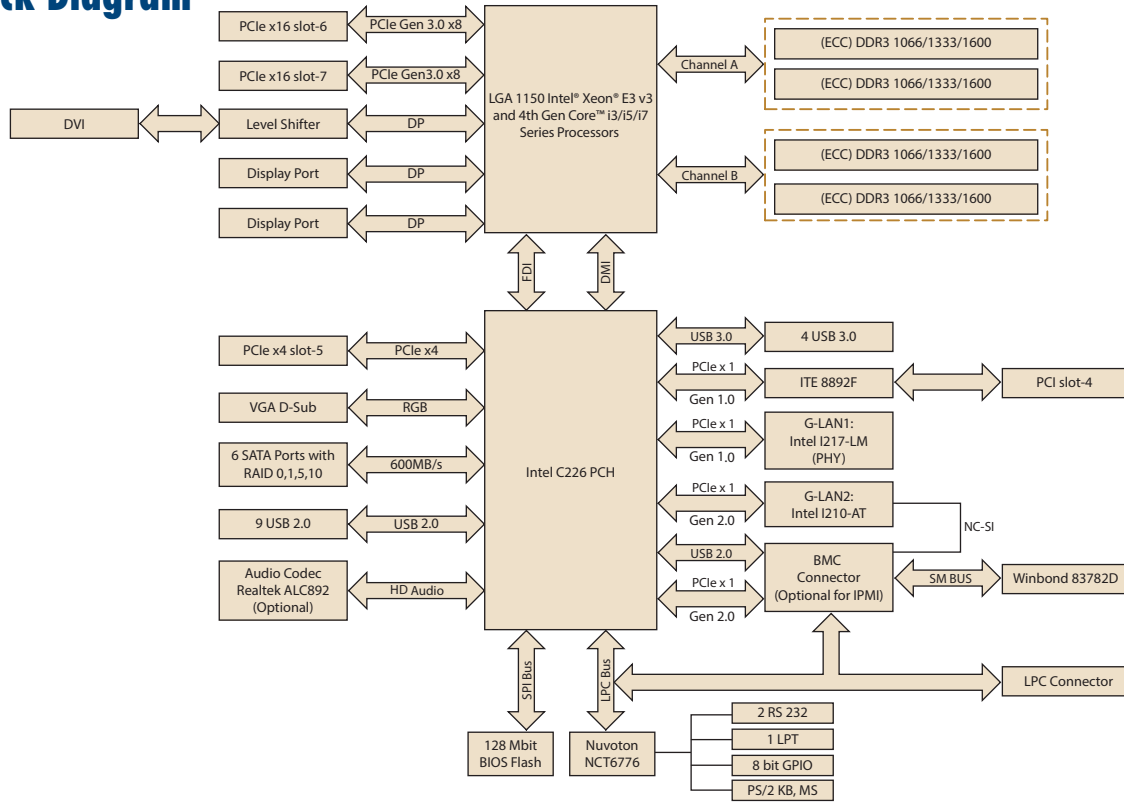 ck Diagram
PCIe x16 slot-6
PCIe Gen 3.0 x8
PCIe x16 slot-7
PCIe Gen3.0 x8
DVI
Level Shifter
DP
Display Port
DP
Display Port
DP
LGA 1150 Intel® Xeon® E3 v3
and 4th Gen Core™ i3/i5/i7
Series Processors
Channel A
(ECC) DDR3 1066/1333/1600
(ECC) DDR3 1066/1333/1600
Channel B
(ECC) DDR3 1066/1333/1600
(ECC) DDR3 1066/1333/1600
FDI
DMI
PCIe x4 slot-5
PCIe x4
VGA D-Sub
RGB
6 SATA Ports with
RAID 0,1,5,10
600MB/s
9 USB 2.0
USB 2.0
Audio Codec
Realtek ALC892
(Optional)
HD Audio
Intel C226 PCH
USB 3.0
4 USB 3.0
PCIe x 1
Gen 1.0
ITE 8892F
PCI slot-4
PCIe x 1
Gen 1.0
G-LAN1:
Intel I217-LM
(PHY)
PCIe x 1
Gen 2.0
G-LAN2:
Intel I210-AT
NC-SI
USB 2.0
PCIe x 1
Gen 2.0
BMC
Connector
(Optional for IPMI)
SM BUS
Winbond 83782D
SPI Bus
LPC Bus
LPC Connector
128 Mbit
BIOS Flash
Nuvoton
NCT6776
2 RS 232
1 LPT
8 bit GPIO
PS/2 KB, MS